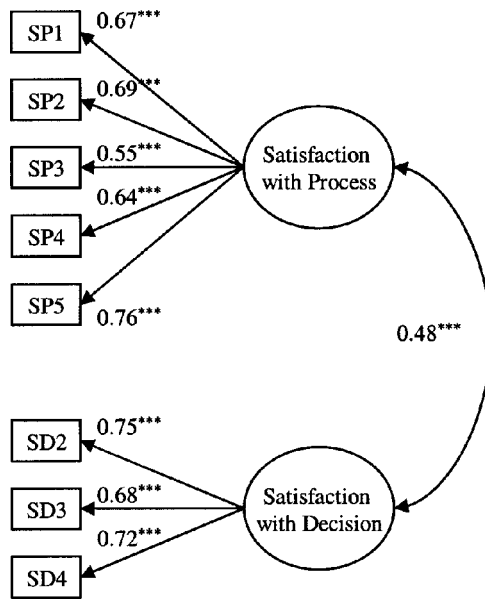 SP1
0.67***
SP2
0.69***
SP3
0.55***
SP4
0.64***
SP5
0.76***
Satisfaction
with Process
0.48***
SD2
0.75***
SD3
0.68***
SD4
0.72***
Satisfaction
with Decision